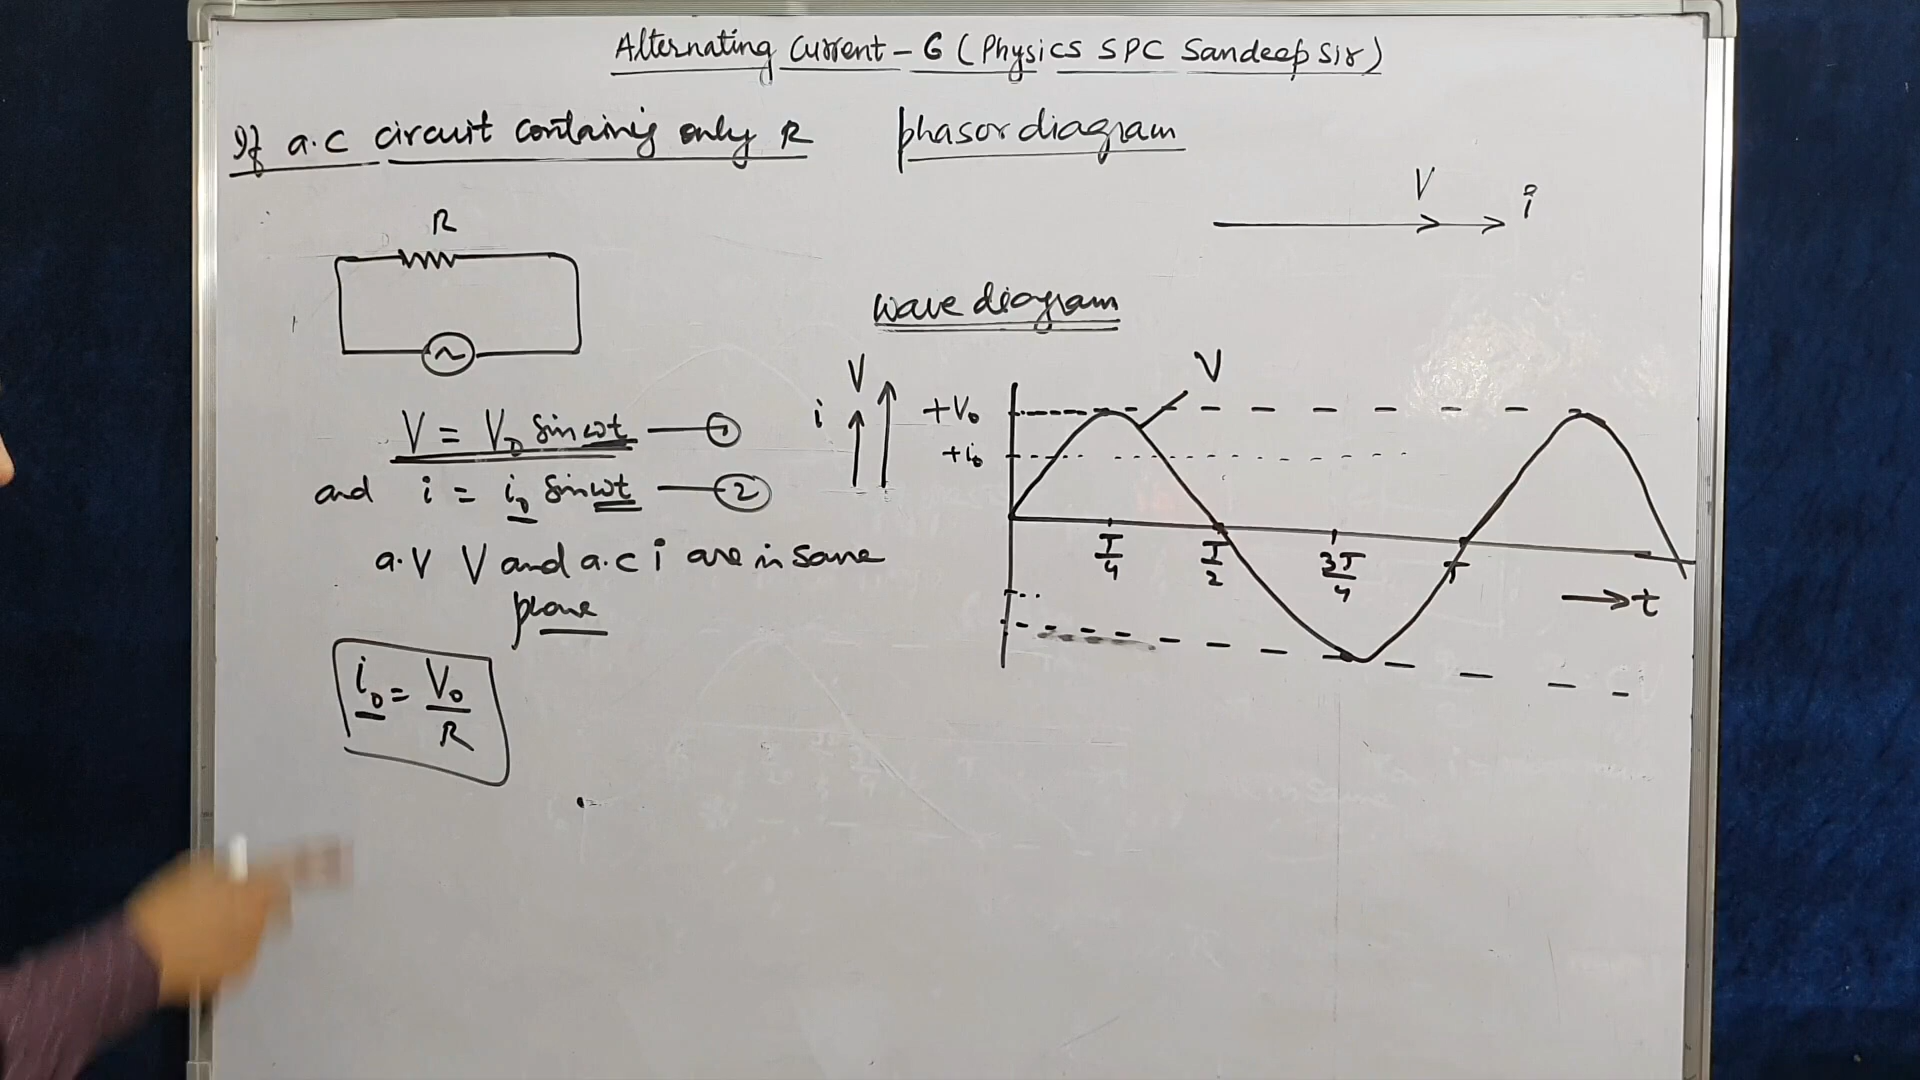 Alternating Current - 6 (Physics SPC Sandeep Sir)
If a.c circuit containing only R
phasor diagram
V
i
R
wave diagram
V = V₀ sin ωt —— 1
and i = i₀ sin ωt —— 2
a.V V and a.c i are in same
plane
i₀ = V₀/R
V
i
+V₀
+i₀
V
T/4
T/2
3T/4
T
→ t